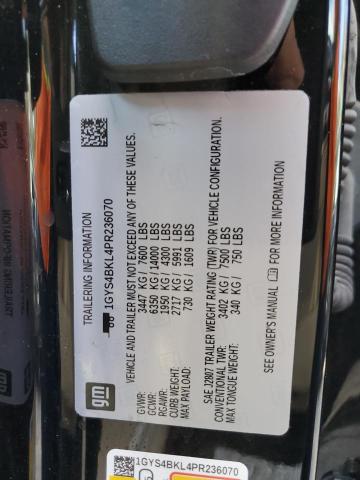 TRAILERING INFORMATION
1GYS4BKL4PR236070
VEHICLE AND TRAILER MUST NOT EXCEED ANY OF THESE VALUES.
GVWR: 3447 KG / 7600 LBS
GCWR: 6350 KG / 14000 LBS
RGAWR: 1950 KG / 4300 LBS
CURB WEIGHT: 2717 KG / 5991 LBS
MAX PAYLOAD: 730 KG / 1609 LBS
SAE J2807 TRAILER WEIGHT RATING (TWR) FOR VEHICLE CONFIGURATION.
CONVENTIONAL TWR: 3402 KG / 7500 LBS
MAX TONGUE WEIGHT: 340 KG / 750 LBS
SEE OWNER'S MANUAL FOR MORE INFORMATION
gm
1GYS4BKL4PR236070